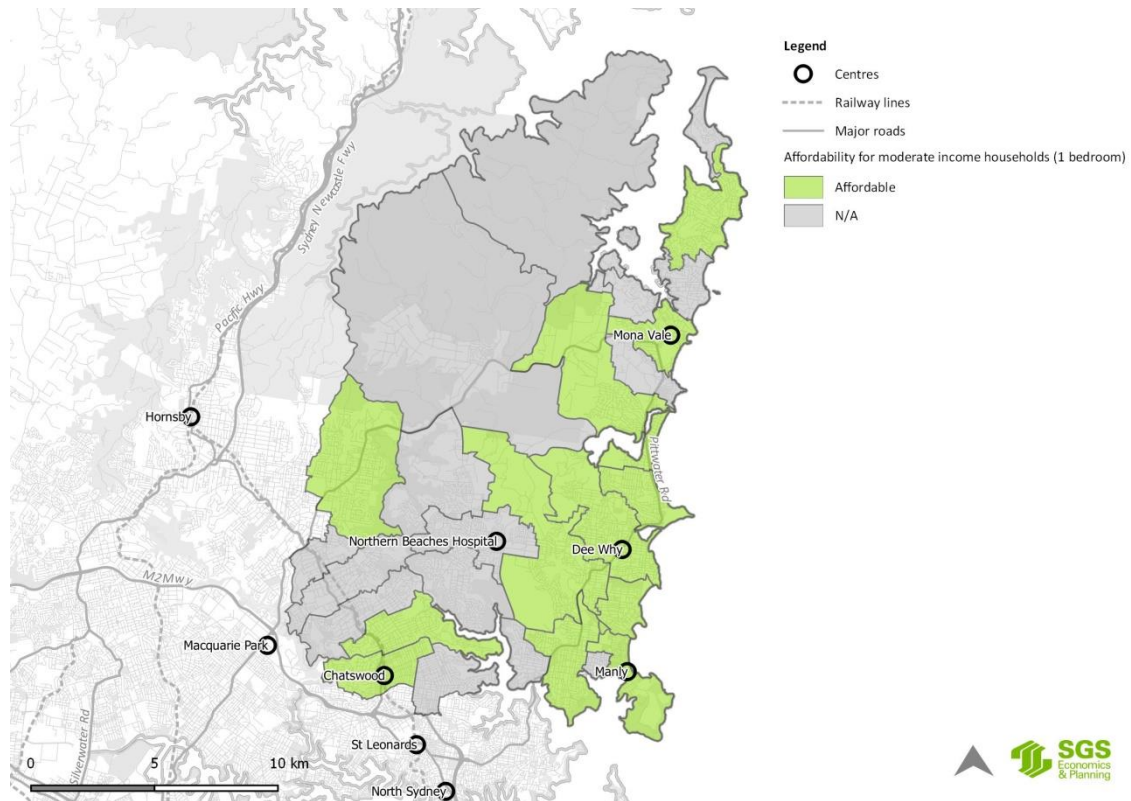 Legend
Centres
Railway lines
Major roads
Affordability for moderate income households (1 bedroom)
Affordable
N/A
Sydney Newcastle Fwy
Pacific Hwy
Mona Vale
Hornsby
Pittwater Rd
Northern Beaches Hospital
Dee Why
M2Mwy
Macquarie Park
Chatswood
Manly
St Leonards
Silverwater Rd
North Sydney
0 5 10 km
SGS
Economics
& Planning